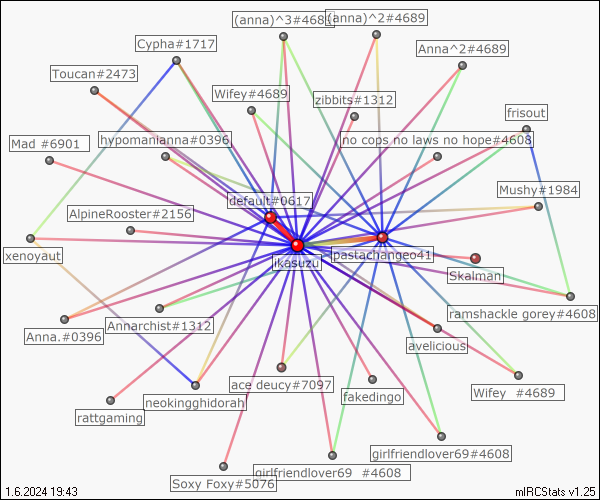 (anna)^3#4689
(anna)^2#4689
Cypha#1717
Anna^2#4689
Toucan#2473
Wifey#4689
zibbits#1312
frisout
Mad #6901
hypomanianna#0396
no cops no laws no hope#4608
default#0617
Mushy#1984
AlpineRooster#2156
xenoyaut
ikasuzu
pastachangeo41
Skalman
ramshackle gorey#4608
Anna.#0396
Annarchist#1312
avelicious
ace deucy#7097
fakedingo
Wifey #4689
rattgaming
neokingghidorah
girlfriendlover69#4608
Soxy Foxy#5076
girlfriendlover69 #4608
1.6.2024 19:43
mIRCStats v1.25